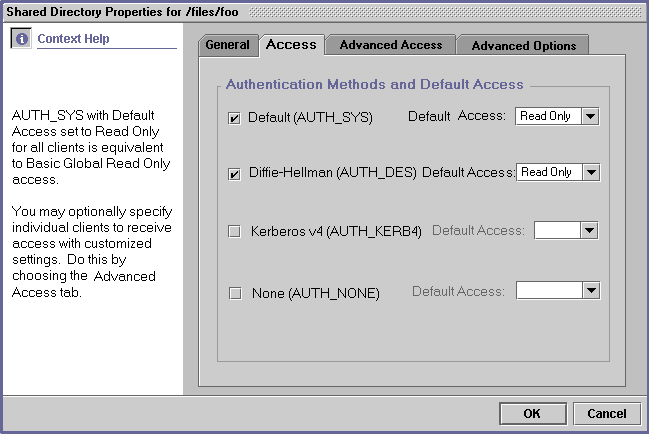 Shared Directory Properties for /files/foo
Context Help
General
Access
Advanced Access
Advanced Options
AUTH_SYS with Default
Access set to Read Only
for all clients is equivalent
to Basic Global Read Only
access.
You may optionally specify
individual clients to receive
access with customized
settings. Do this by
choosing the Advanced
Access tab.
Authentication Methods and Default Access
Default (AUTH_SYS) Default Access: Read Only
Diffie-Hellman (AUTH_DES) Default Access: Read Only
Kerberos v4 (AUTH_KERB4) Default Access:
None (AUTH_NONE) Default Access:
OK
Cancel